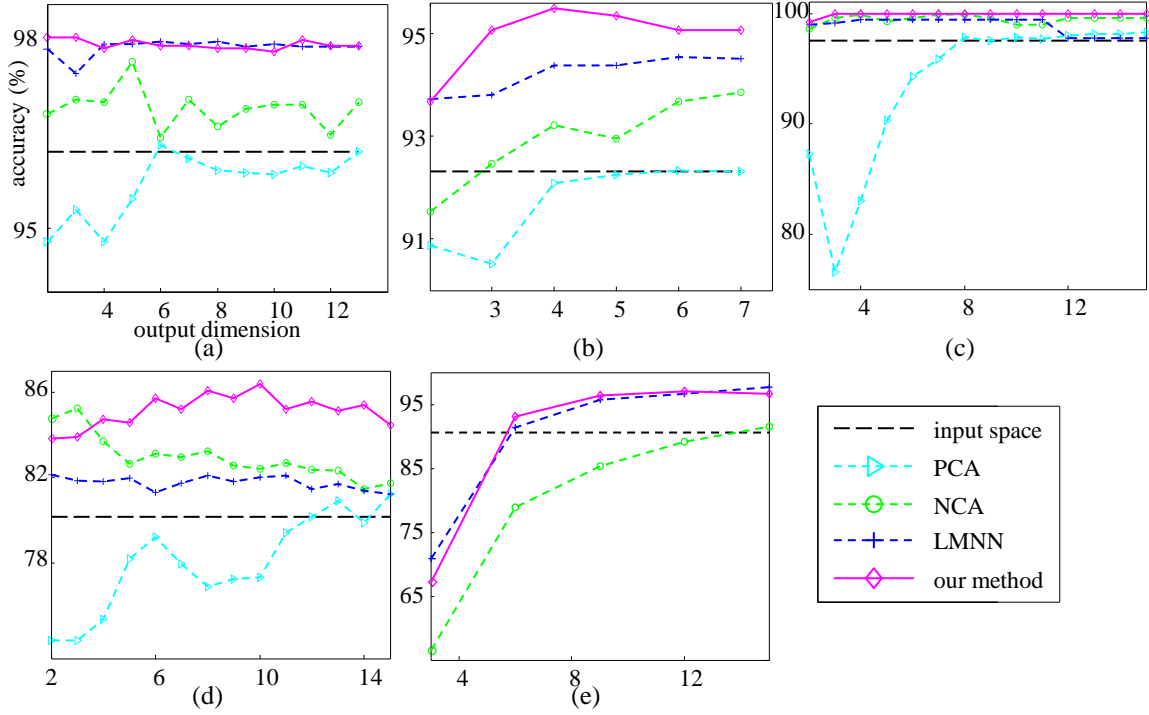 98
95
accuracy (%)
4 6 8 10 12
output dimension
(a)
95
93
91
3 4 5 6 7
(b)
100
90
80
4 8 12
(c)
86
82
78
2 6 10 14
(d)
95
85
75
65
4 8 12
(e)
input space
PCA
NCA
LMNN
our method